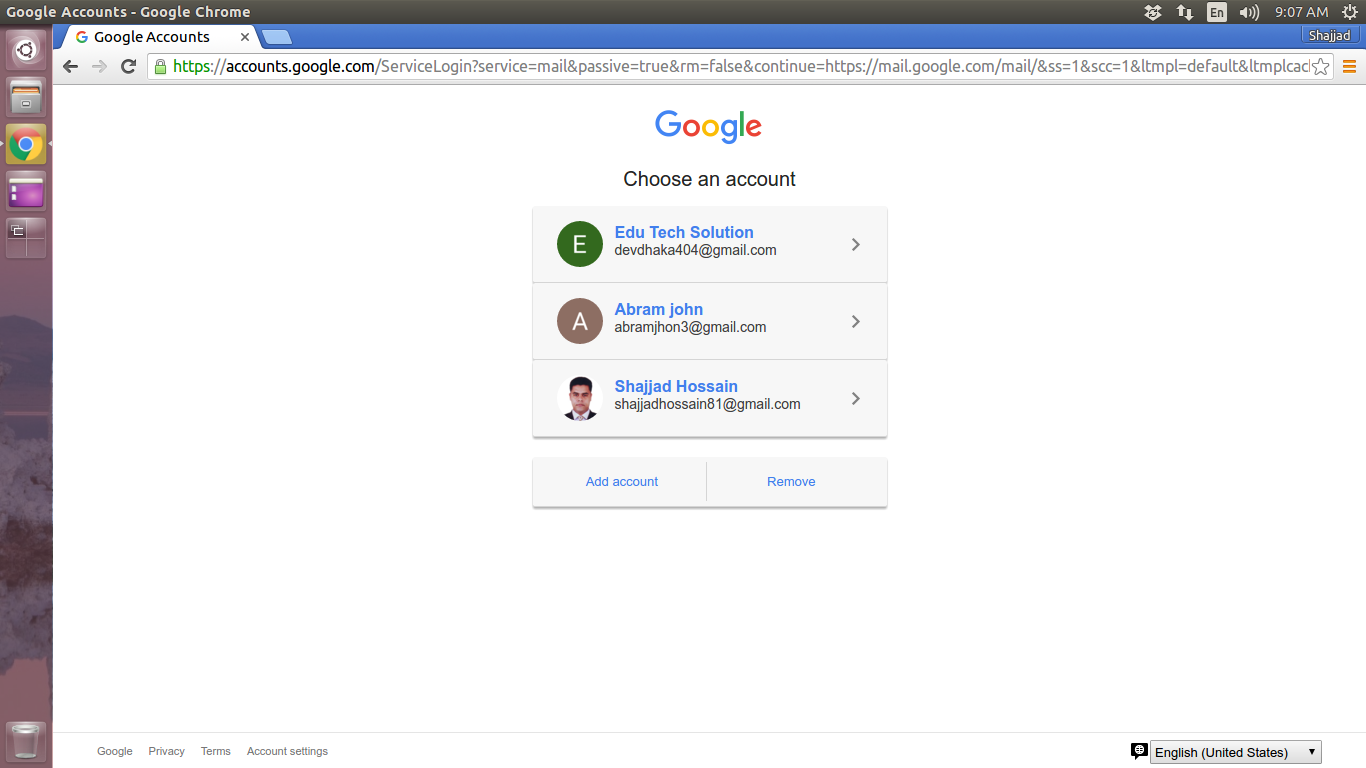 Google Accounts - Google Chrome
En
9:07 AM
Google Accounts
Shajjad
https://accounts.google.com/ServiceLogin?service=mail&passive=true&rm=false&continue=https://mail.google.com/mail/&ss=1&scc=1&ltmpl=default&ltmplcac
Google
Choose an account
E
Edu Tech Solution
devdhaka404@gmail.com
A
Abram john
abramjhon3@gmail.com
Shajjad Hossain
shajjadhossain81@gmail.com
Add account
Remove
Google
Privacy
Terms
Account settings
English (United States)